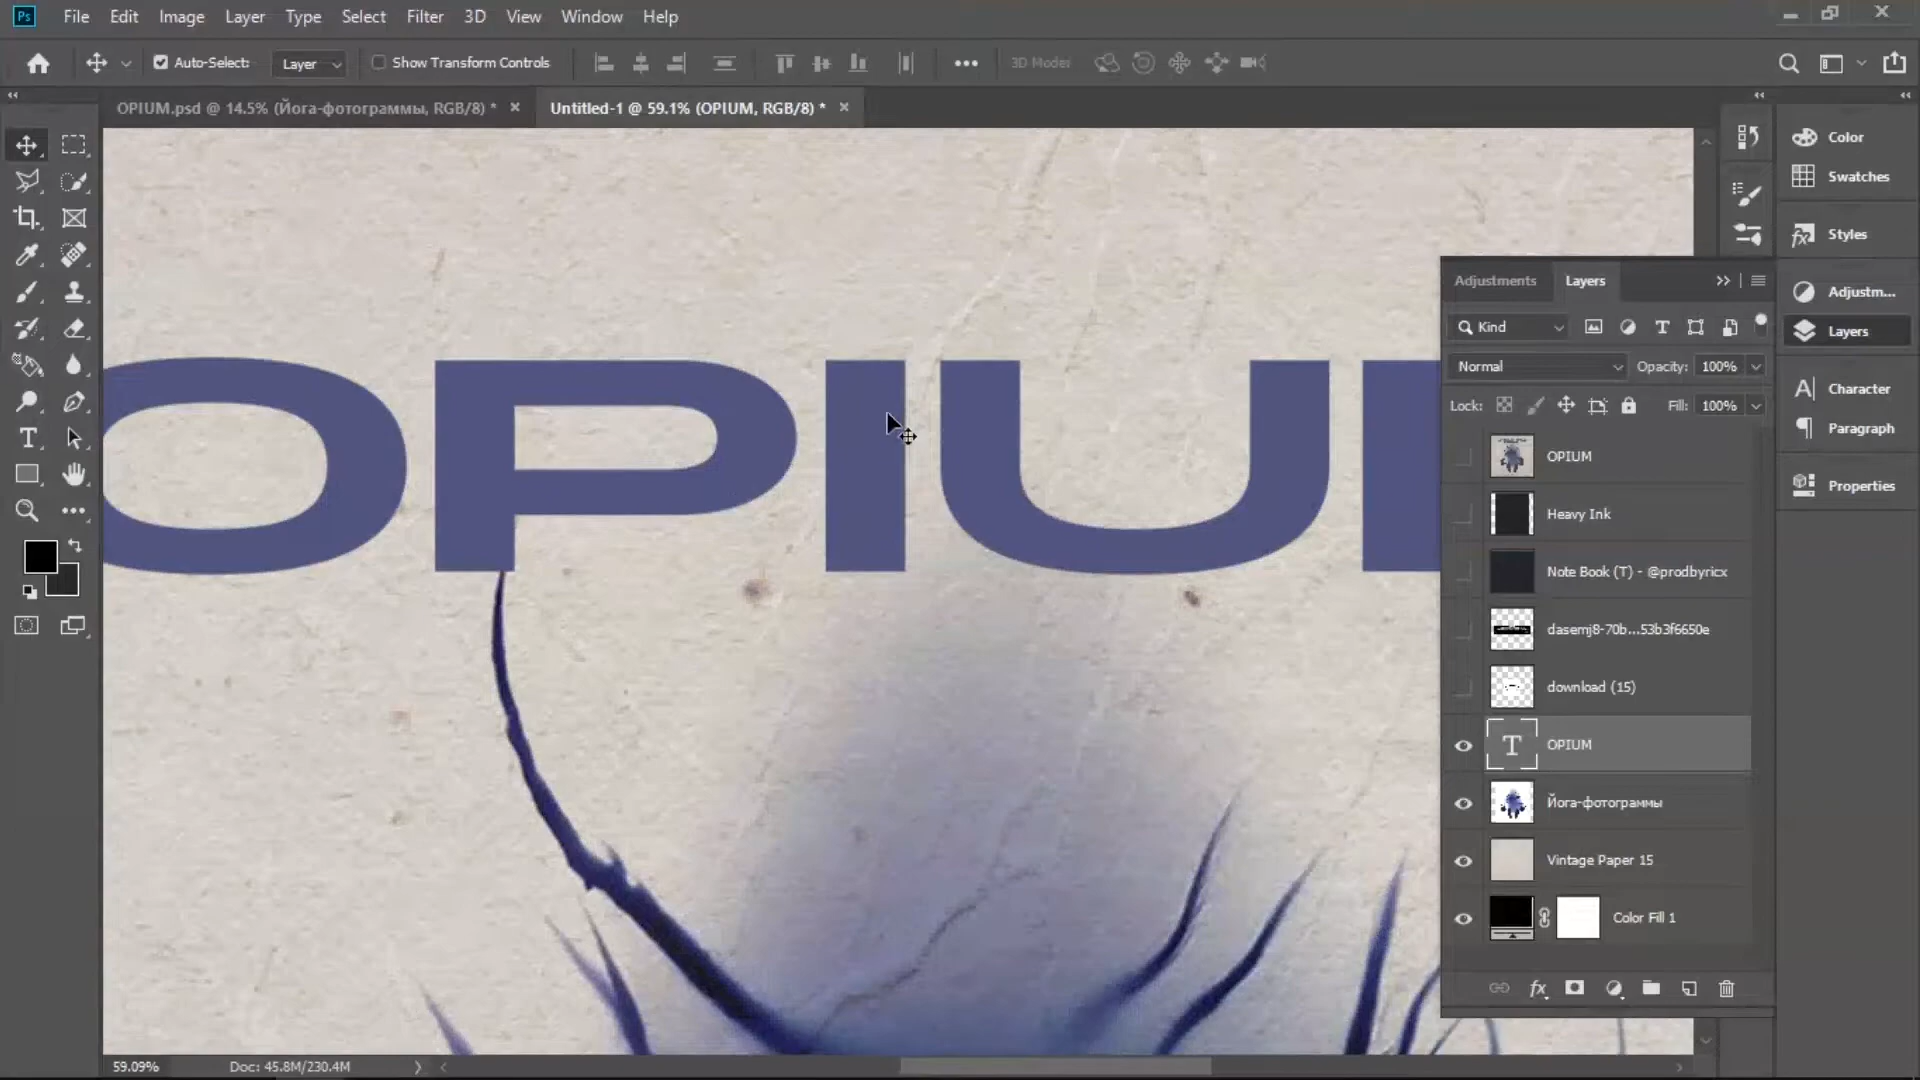 Ps File Edit Image Layer Type Select Filter 3D View Window Help
Auto-Select: Layer Show Transform Controls ••• 3D Mode:
OPIUM.psd @ 14.5% (Йога-фотограммы, RGB/8) * × Untitled-1 @ 59.1% (OPIUM, RGB/8) * ×
Color
Swatches
Styles
Adjustm...
Layers
Character
Paragraph
Properties
OPIU
Adjustments Layers
Kind
Normal Opacity: 100%
Lock: Fill: 100%
OPIUM
Heavy Ink
Note Book (T) - @prodbyricx
dasemj8-70b...53b3f6650e
download (15)
T OPIUM
Йога-фотограммы
Vintage Paper 15
Color Fill 1
fx
59.09% Doc: 45.8M/230.4M